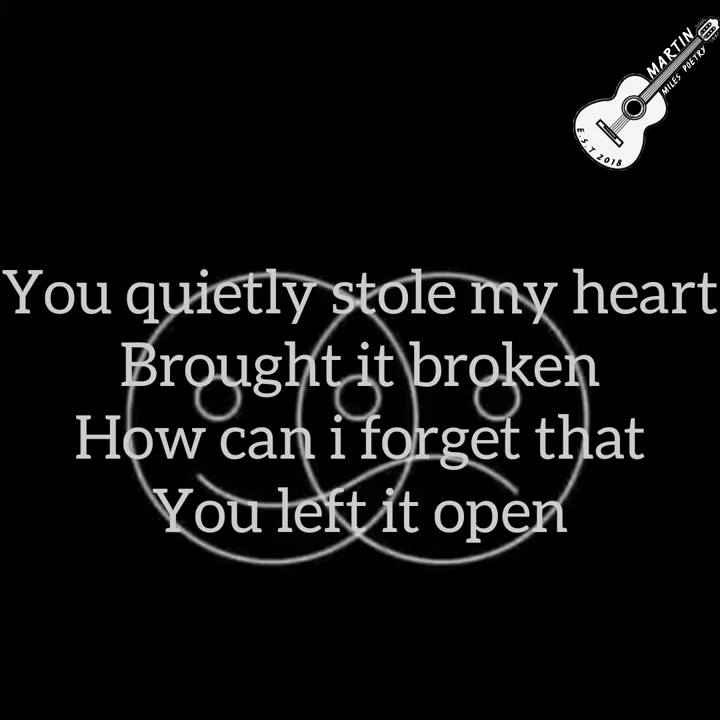 MARTIN
MILES POETRY
E.S.T 2018
You quietly stole my heart
Brought it broken
How can i forget that
You left it open